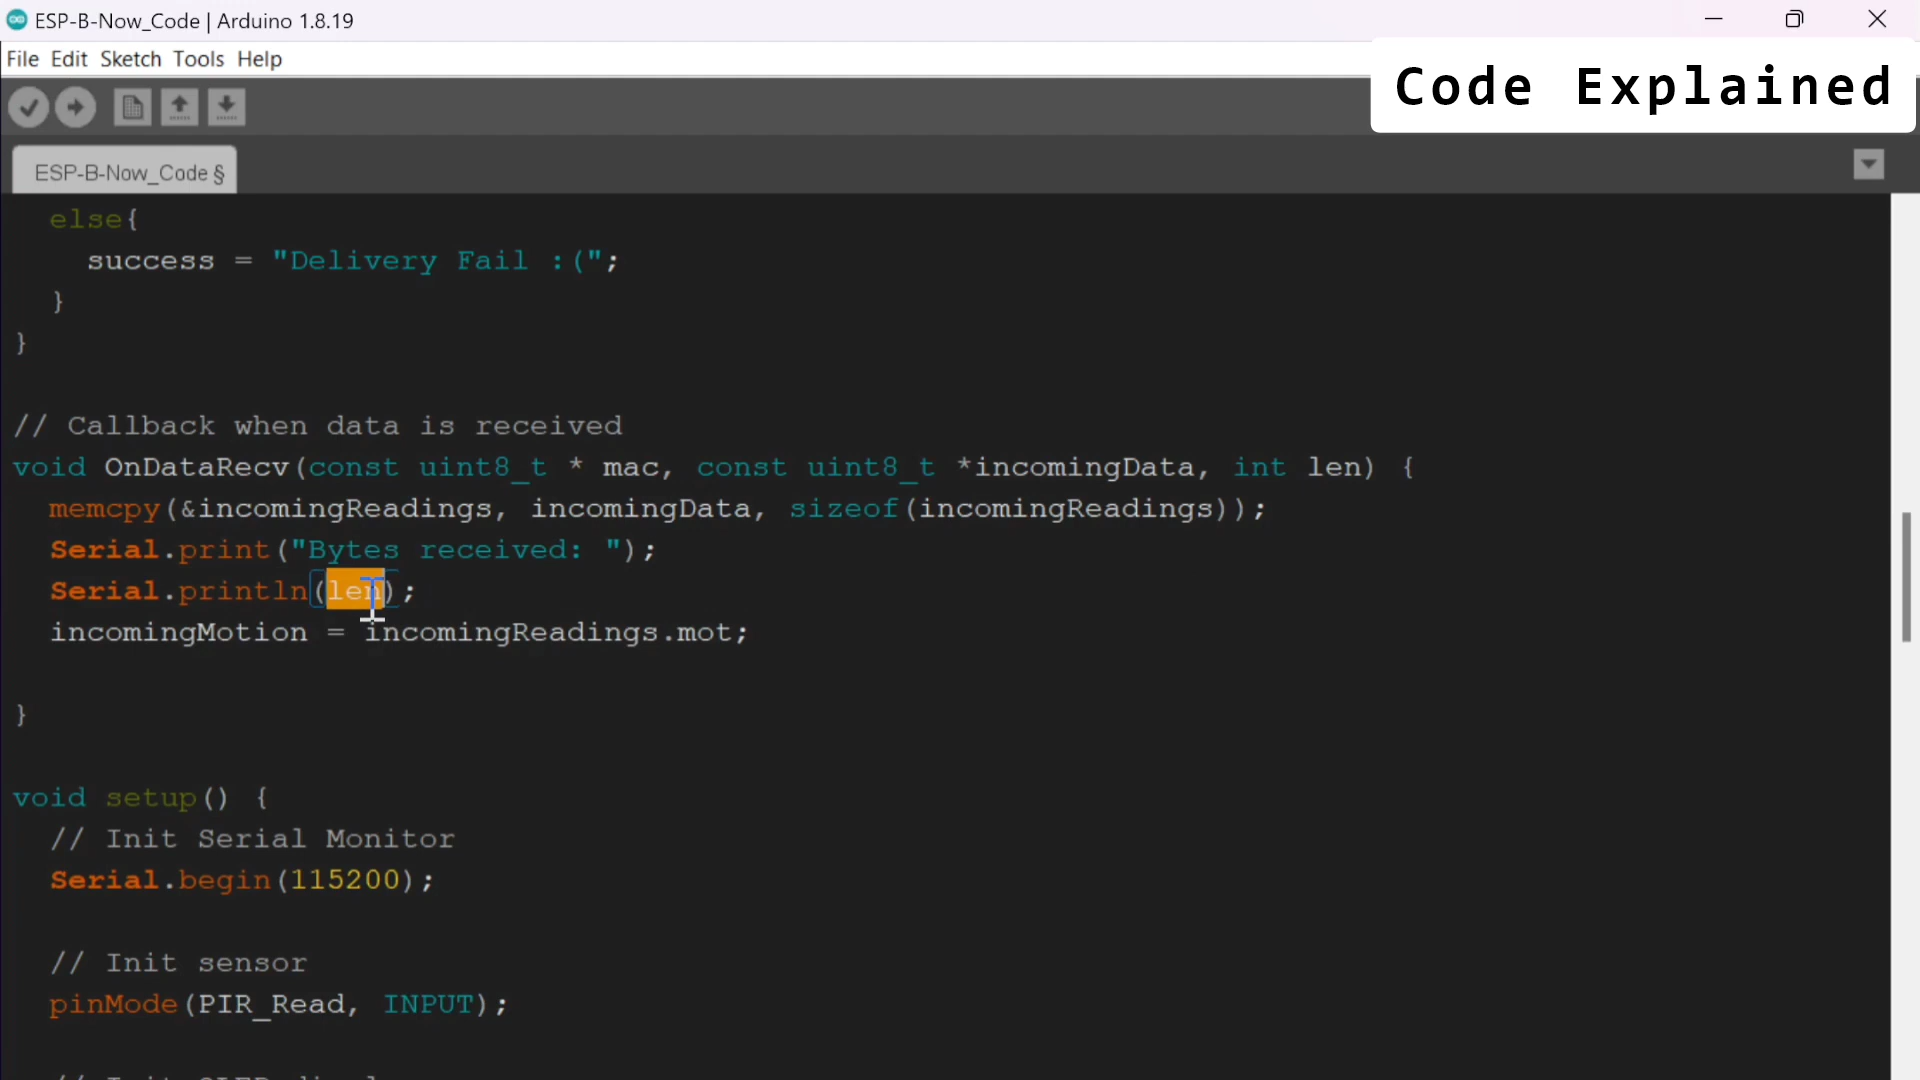 ESP-B-Now_Code | Arduino 1.8.19
File Edit Sketch Tools Help
Code Explained
ESP-B-Now_Code §
else{
success = "Delivery Fail :(";
}
}
// Callback when data is received
void OnDataRecv(const uint8_t * mac, const uint8_t *incomingData, int len) {
memcpy(&incomingReadings, incomingData, sizeof(incomingReadings));
Serial.print("Bytes received: ");
Serial.println(len);
incomingMotion = incomingReadings.mot;
}
void setup() {
// Init Serial Monitor
Serial.begin(115200);
// Init sensor
pinMode(PIR_Read, INPUT);